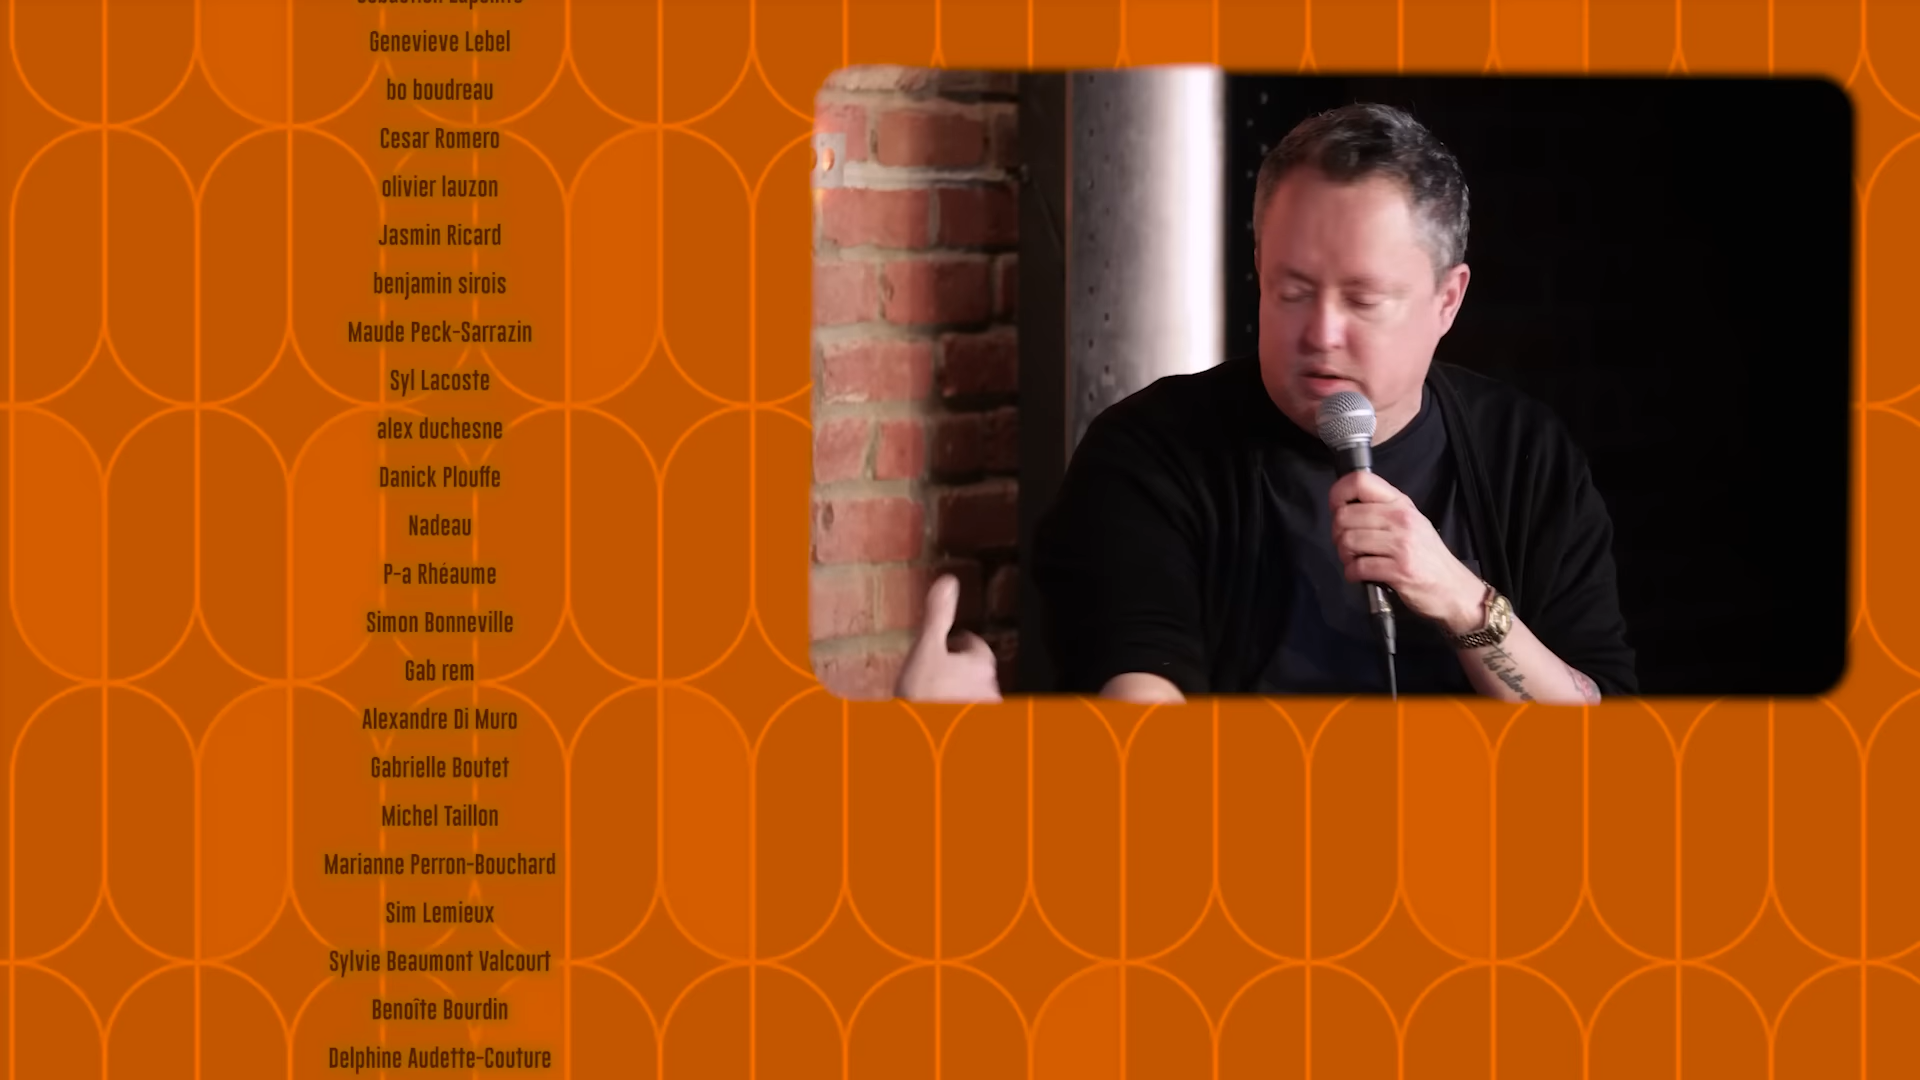 Genevieve Lebel
bo boudreau
Cesar Romero
olivier lauzon
Jasmin Ricard
benjamin sirois
Maude Peck-Sarrazin
Syl Lacoste
alex duchesne
Danick Plouffe
Nadeau
P-a Rhéaume
Simon Bonneville
Gab rem
Alexandre Di Muro
Gabrielle Boutet
Michel Taillon
Marianne Perron-Bouchard
Sim Lemieux
Sylvie Beaumont Valcourt
Benoîte Bourdin
Delphine Audette-Couture